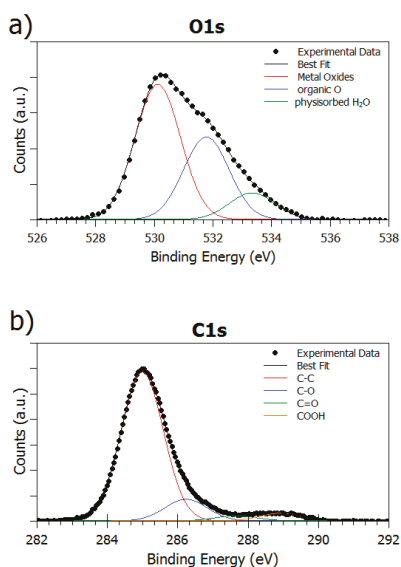 a)
O1s
Experimental Data
Best Fit
Metal Oxides
organic O
physisorbed H₂O
Counts (a.u.)
526 528 530 532 534 536 538
Binding Energy (eV)
b)
C1s
Experimental Data
Best Fit
C-C
C-O
C=O
COOH
Counts (a.u.)
282 284 286 288 290 292
Binding Energy (eV)